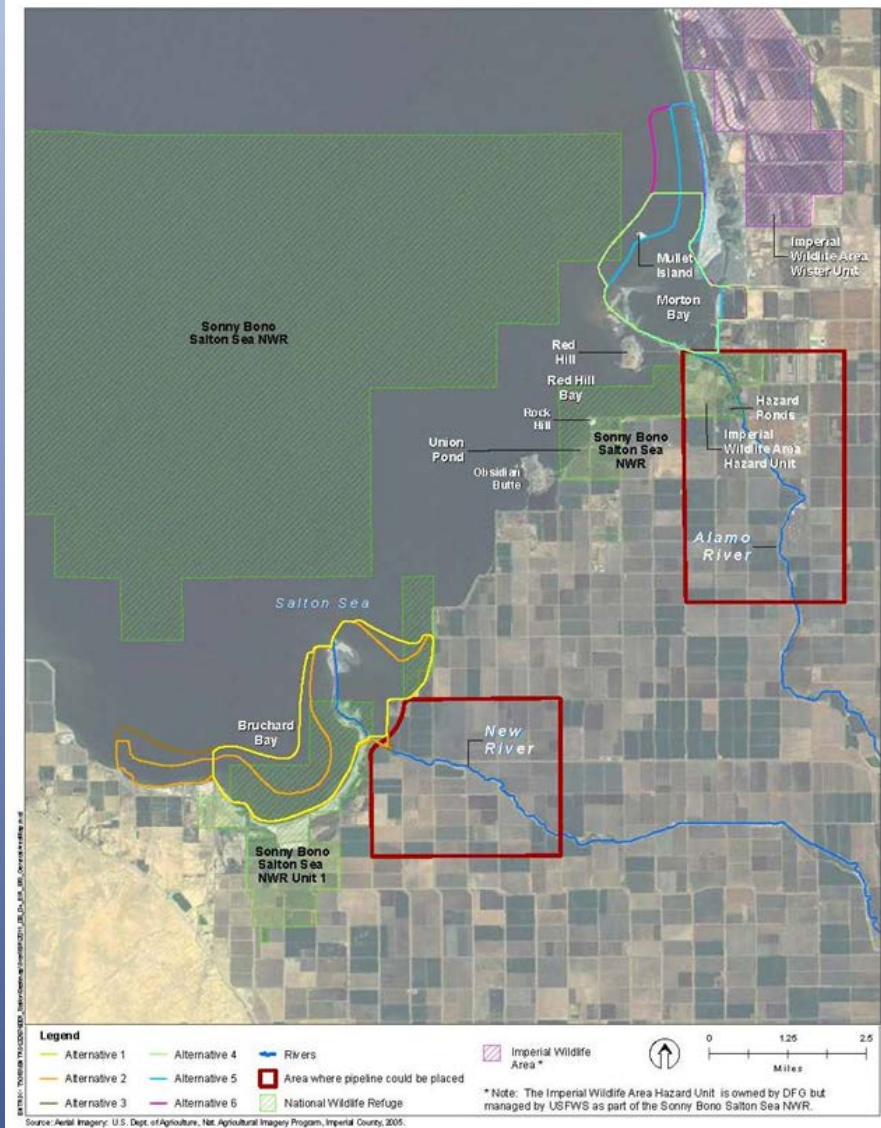 Imperial
Wildlife Area
Wister Unit
Mullet
Island
Morton
Bay
Sonny Bono
Salton Sea NWR
Red
Hill
Red Hill
Bay
Hazard
Ponds
Rock
Hill
Sonny Bono
Salton Sea
NWR
Imperial
Wildlife Area
Hazard Unit
Union
Pond
Obsidian
Butte
Alamo
River
Salton Sea
Bruchard
Bay
New
River
Sonny Bono
Salton Sea
NWR Unit 1
Legend
Alternative 1
Alternative 2
Alternative 3
Alternative 4
Alternative 5
Alternative 6
Rivers
Area where pipeline could be placed
National Wildlife Refuge
Imperial Wildlife
Area *
0 1.25 2.5
Miles
* Note: The Imperial Wildlife Area Hazard Unit is owned by DFG but
managed by USFWS as part of the Sonny Bono Salton Sea NWR.
Source: Aerial Imagery: U.S. Dept. of Agriculture, Nat. Agricultural Imagery Program, Imperial County, 2005.